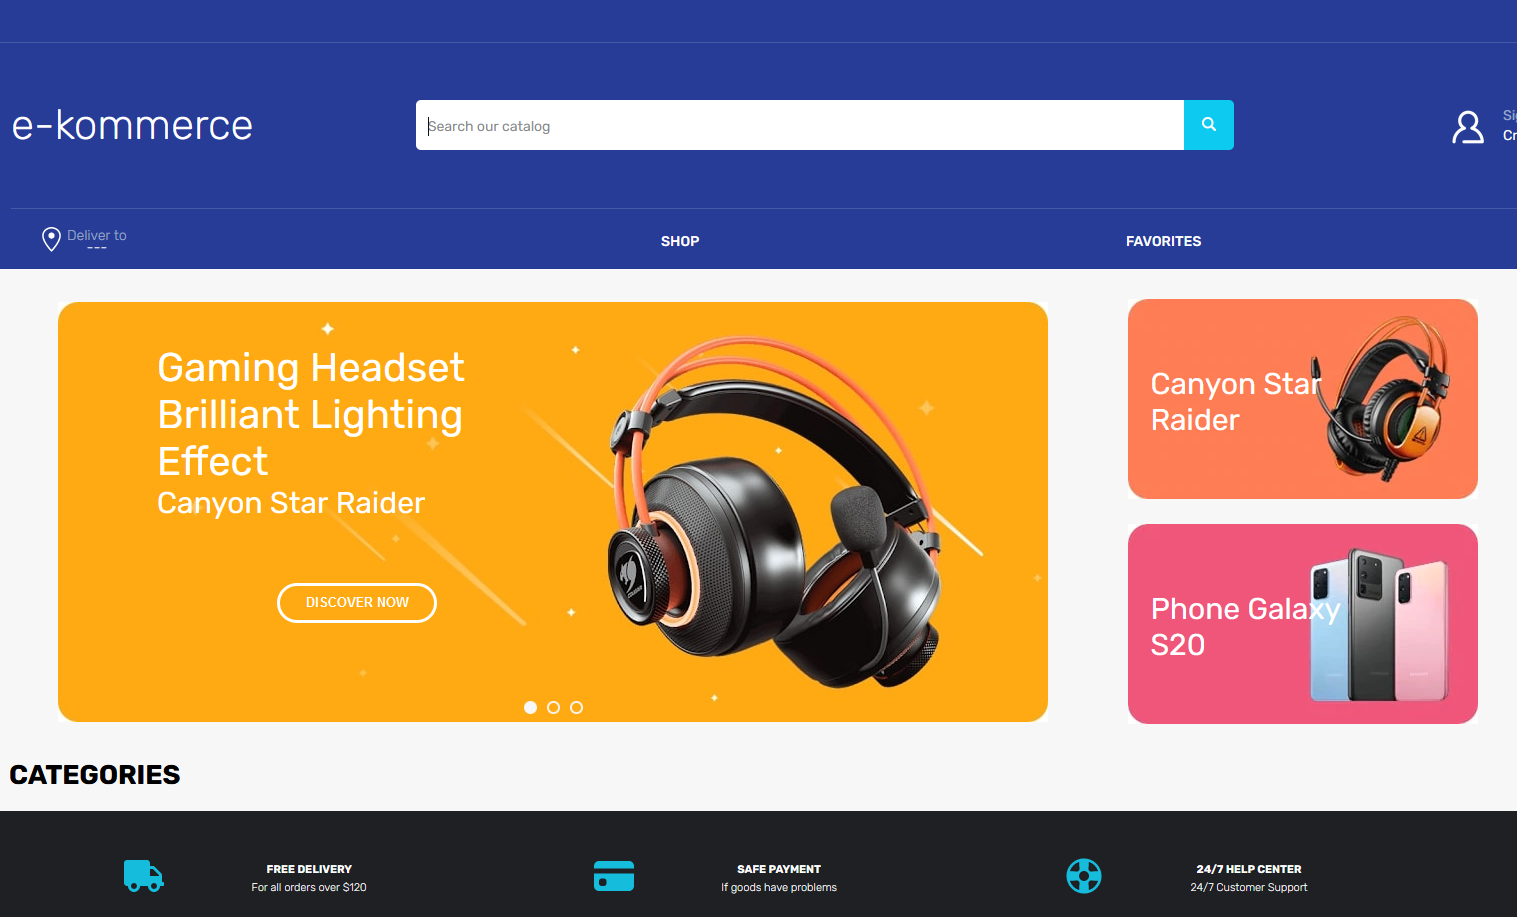 e-kommerce
Search our catalog
Deliver to
---
SHOP
FAVORITES
Gaming Headset
Brilliant Lighting
Effect
Canyon Star Raider
DISCOVER NOW
Canyon Star
Raider
Phone Galaxy
S20
CATEGORIES
FREE DELIVERY
For all orders over $120
SAFE PAYMENT
If goods have problems
24/7 HELP CENTER
24/7 Customer Support